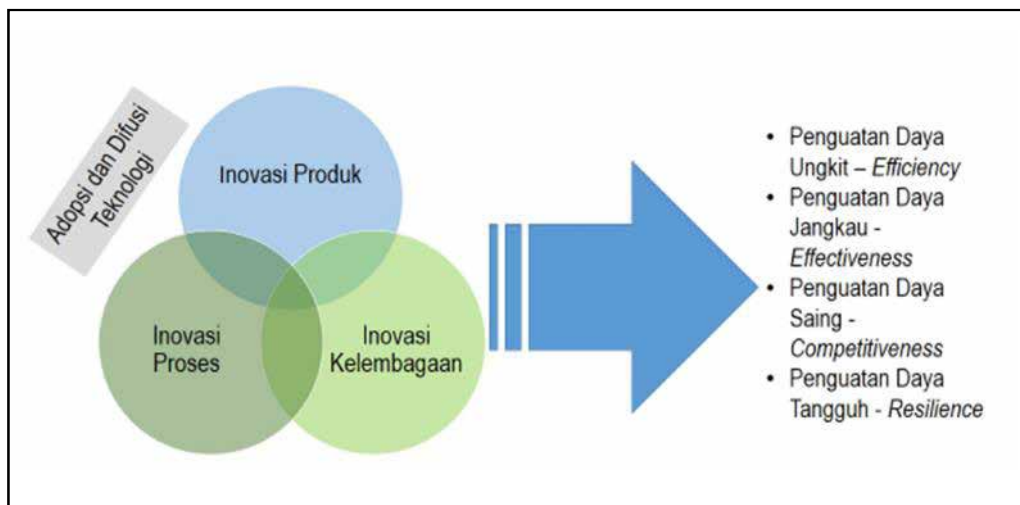 Adopsi dan Difusi
Teknologi
Inovasi Produk
Inovasi
Proses
Inovasi
Kelembagaan
• Penguatan Daya
Ungkit – Efficiency
• Penguatan Daya
Jangkau -
Effectiveness
• Penguatan Daya
Saing -
Competitiveness
• Penguatan Daya
Tangguh - Resilience